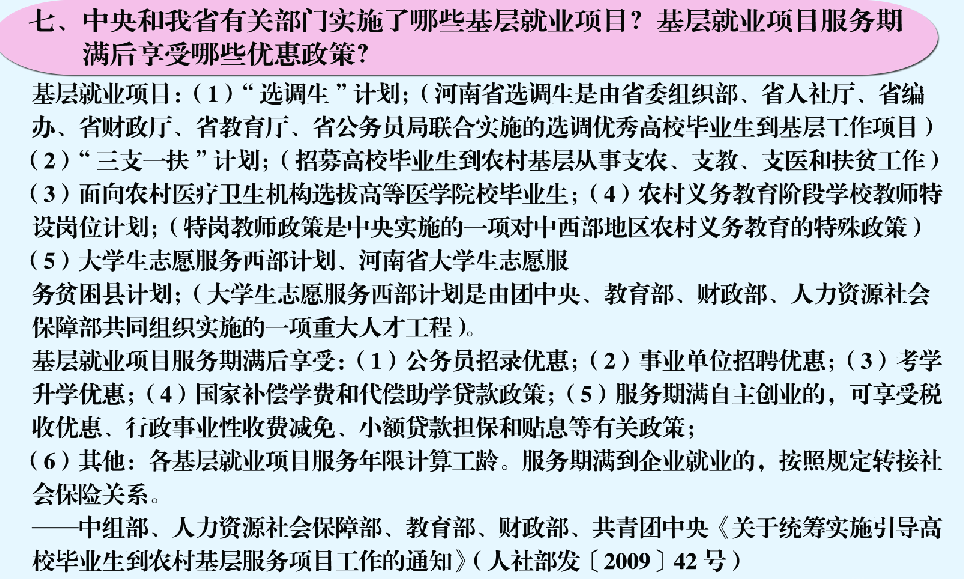 七、中央和我省有关部门实施了哪些基层就业项目？基层就业项目服务期
满后享受哪些优惠政策？
基层就业项目：（1）“选调生”计划；（河南省选调生是由省委组织部、省人社厅、省编
办、省财政厅、省教育厅、省公务员局联合实施的选调优秀高校毕业生到基层工作项目）
（2）“三支一扶”计划；（招募高校毕业生到农村基层从事支农、支教、支医和扶贫工作）
（3）面向农村医疗卫生机构选拔高等医学院校毕业生；（4）农村义务教育阶段学校教师特
设岗位计划；（特岗教师政策是中央实施的一项对中西部地区农村义务教育的特殊政策）
（5）大学生志愿服务西部计划、河南省大学生志愿服
务贫困县计划；（大学生志愿服务西部计划是由团中央、教育部、财政部、人力资源社会
保障部共同组织实施的一项重大人才工程）。
基层就业项目服务期满后享受：（1）公务员招录优惠；（2）事业单位招聘优惠；（3）考学
升学优惠；（4）国家补偿学费和代偿助学贷款政策；（5）服务期满自主创业的，可享受税
收优惠、行政事业性收费减免、小额贷款担保和贴息等有关政策；
（6）其他：各基层就业项目服务年限计算工龄。服务期满到企业就业的，按照规定转接社
会保险关系。
——中组部、人力资源社会保障部、教育部、财政部、共青团中央《关于统筹实施引导高
校毕业生到农村基层服务项目工作的通知》（人社部发〔2009〕42号）